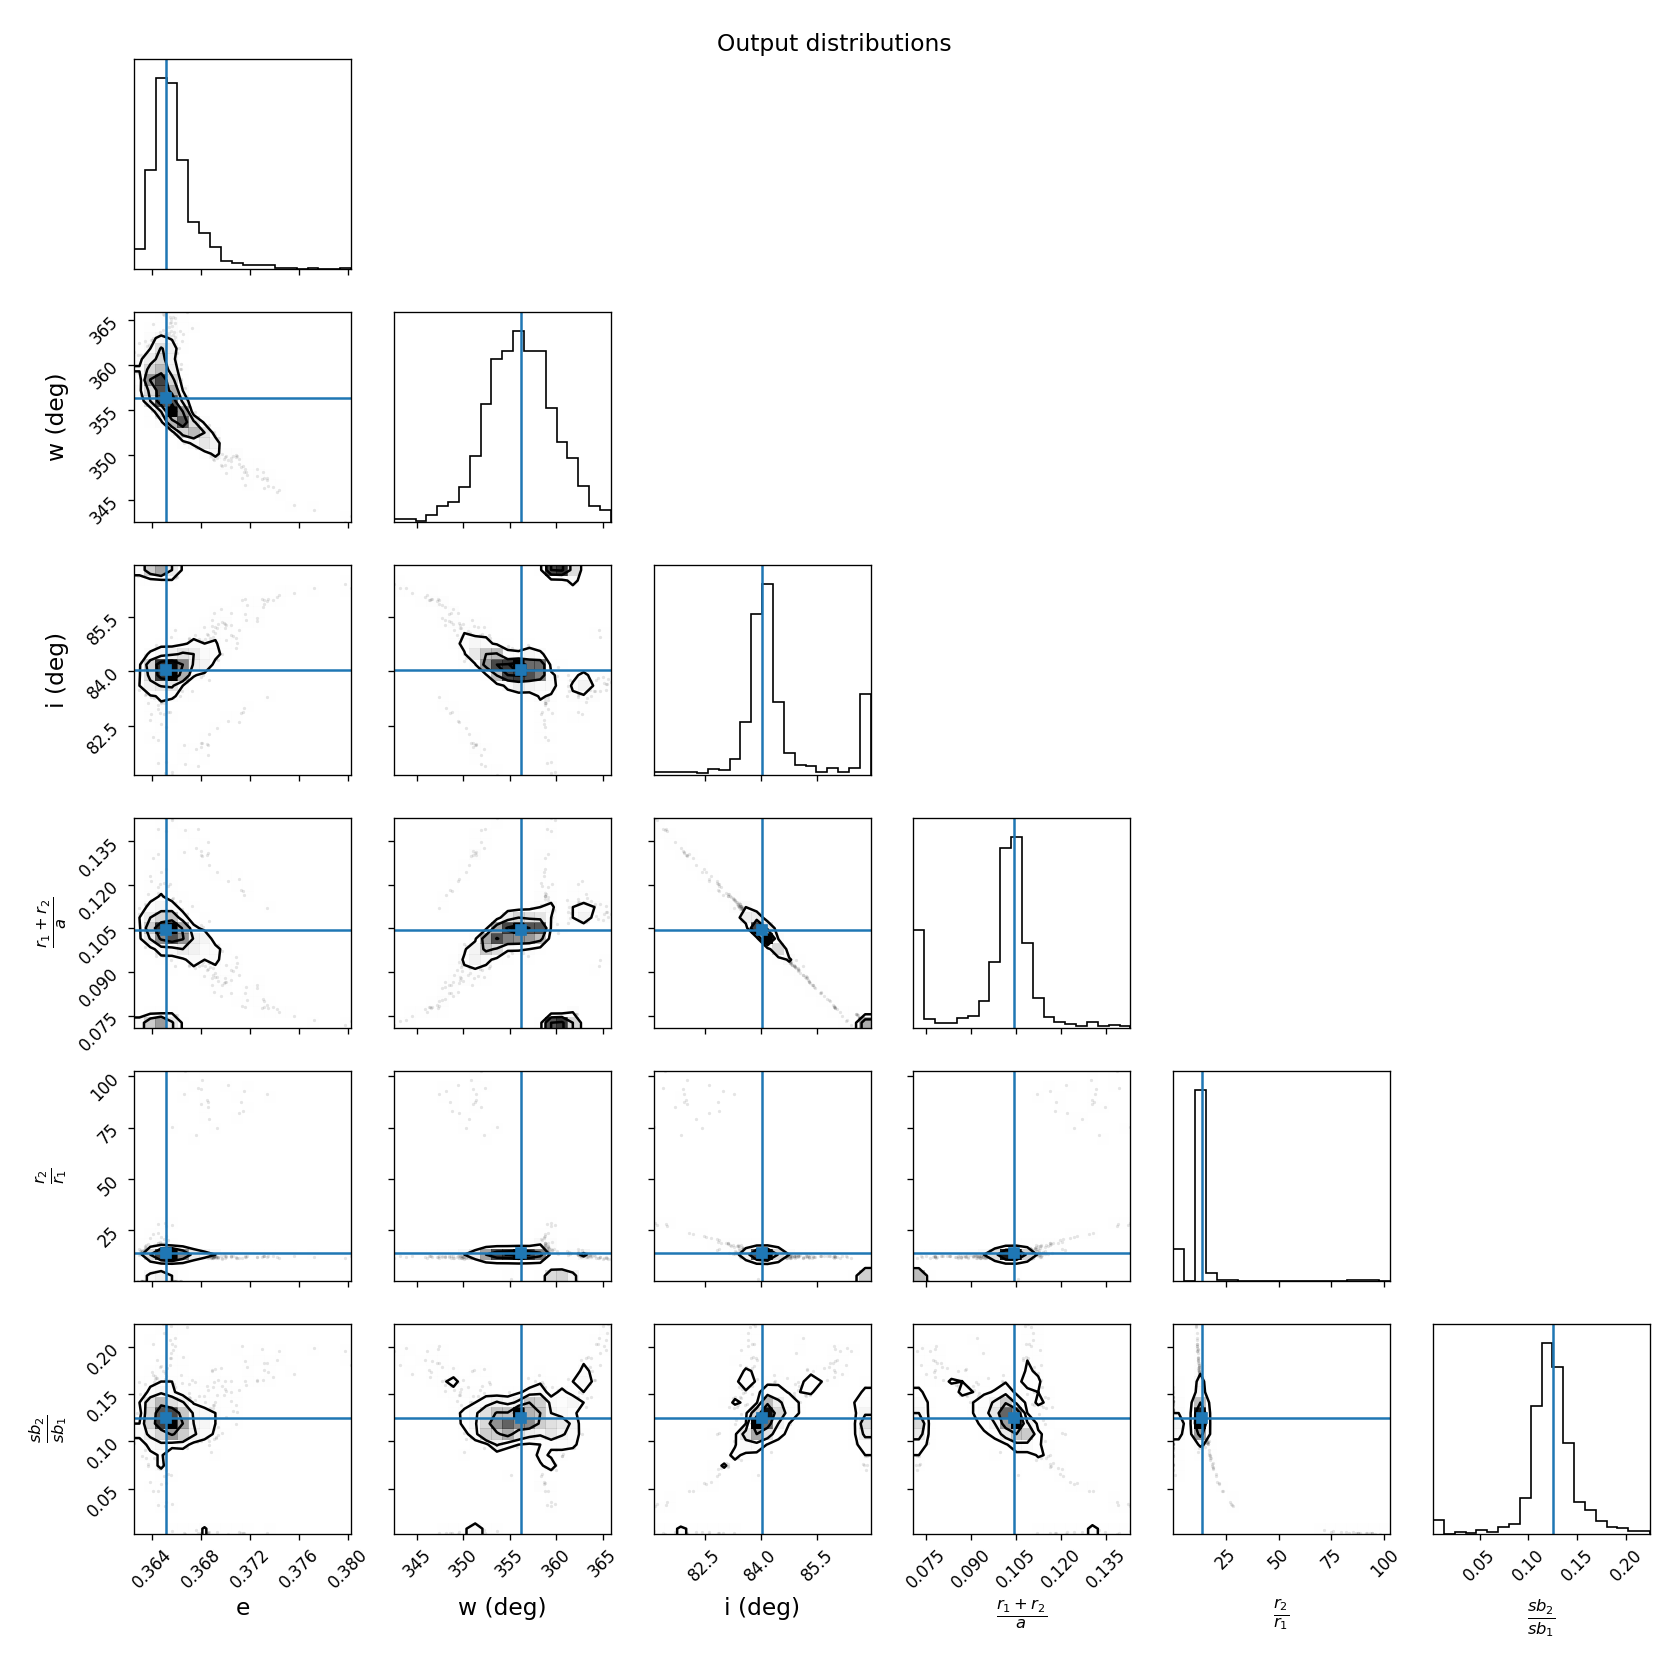 Output distributions
w (deg)
365
360
355
350
345
i (deg)
85.5
84.0
82.5
r₁ + r₂
a
0.135
0.120
0.105
0.090
0.075
r₂
r₁
100
75
50
25
sb₂
sb₁
0.20
0.15
0.10
0.05
0.364 0.368 0.372 0.376 0.380
345 350 355 360 365
82.5 84.0 85.5
0.075 0.090 0.105 0.120 0.135
25 50 75 100
0.05 0.10 0.15 0.20
e
w (deg)
i (deg)
r₁ + r₂
a
r₂
r₁
sb₂
sb₁